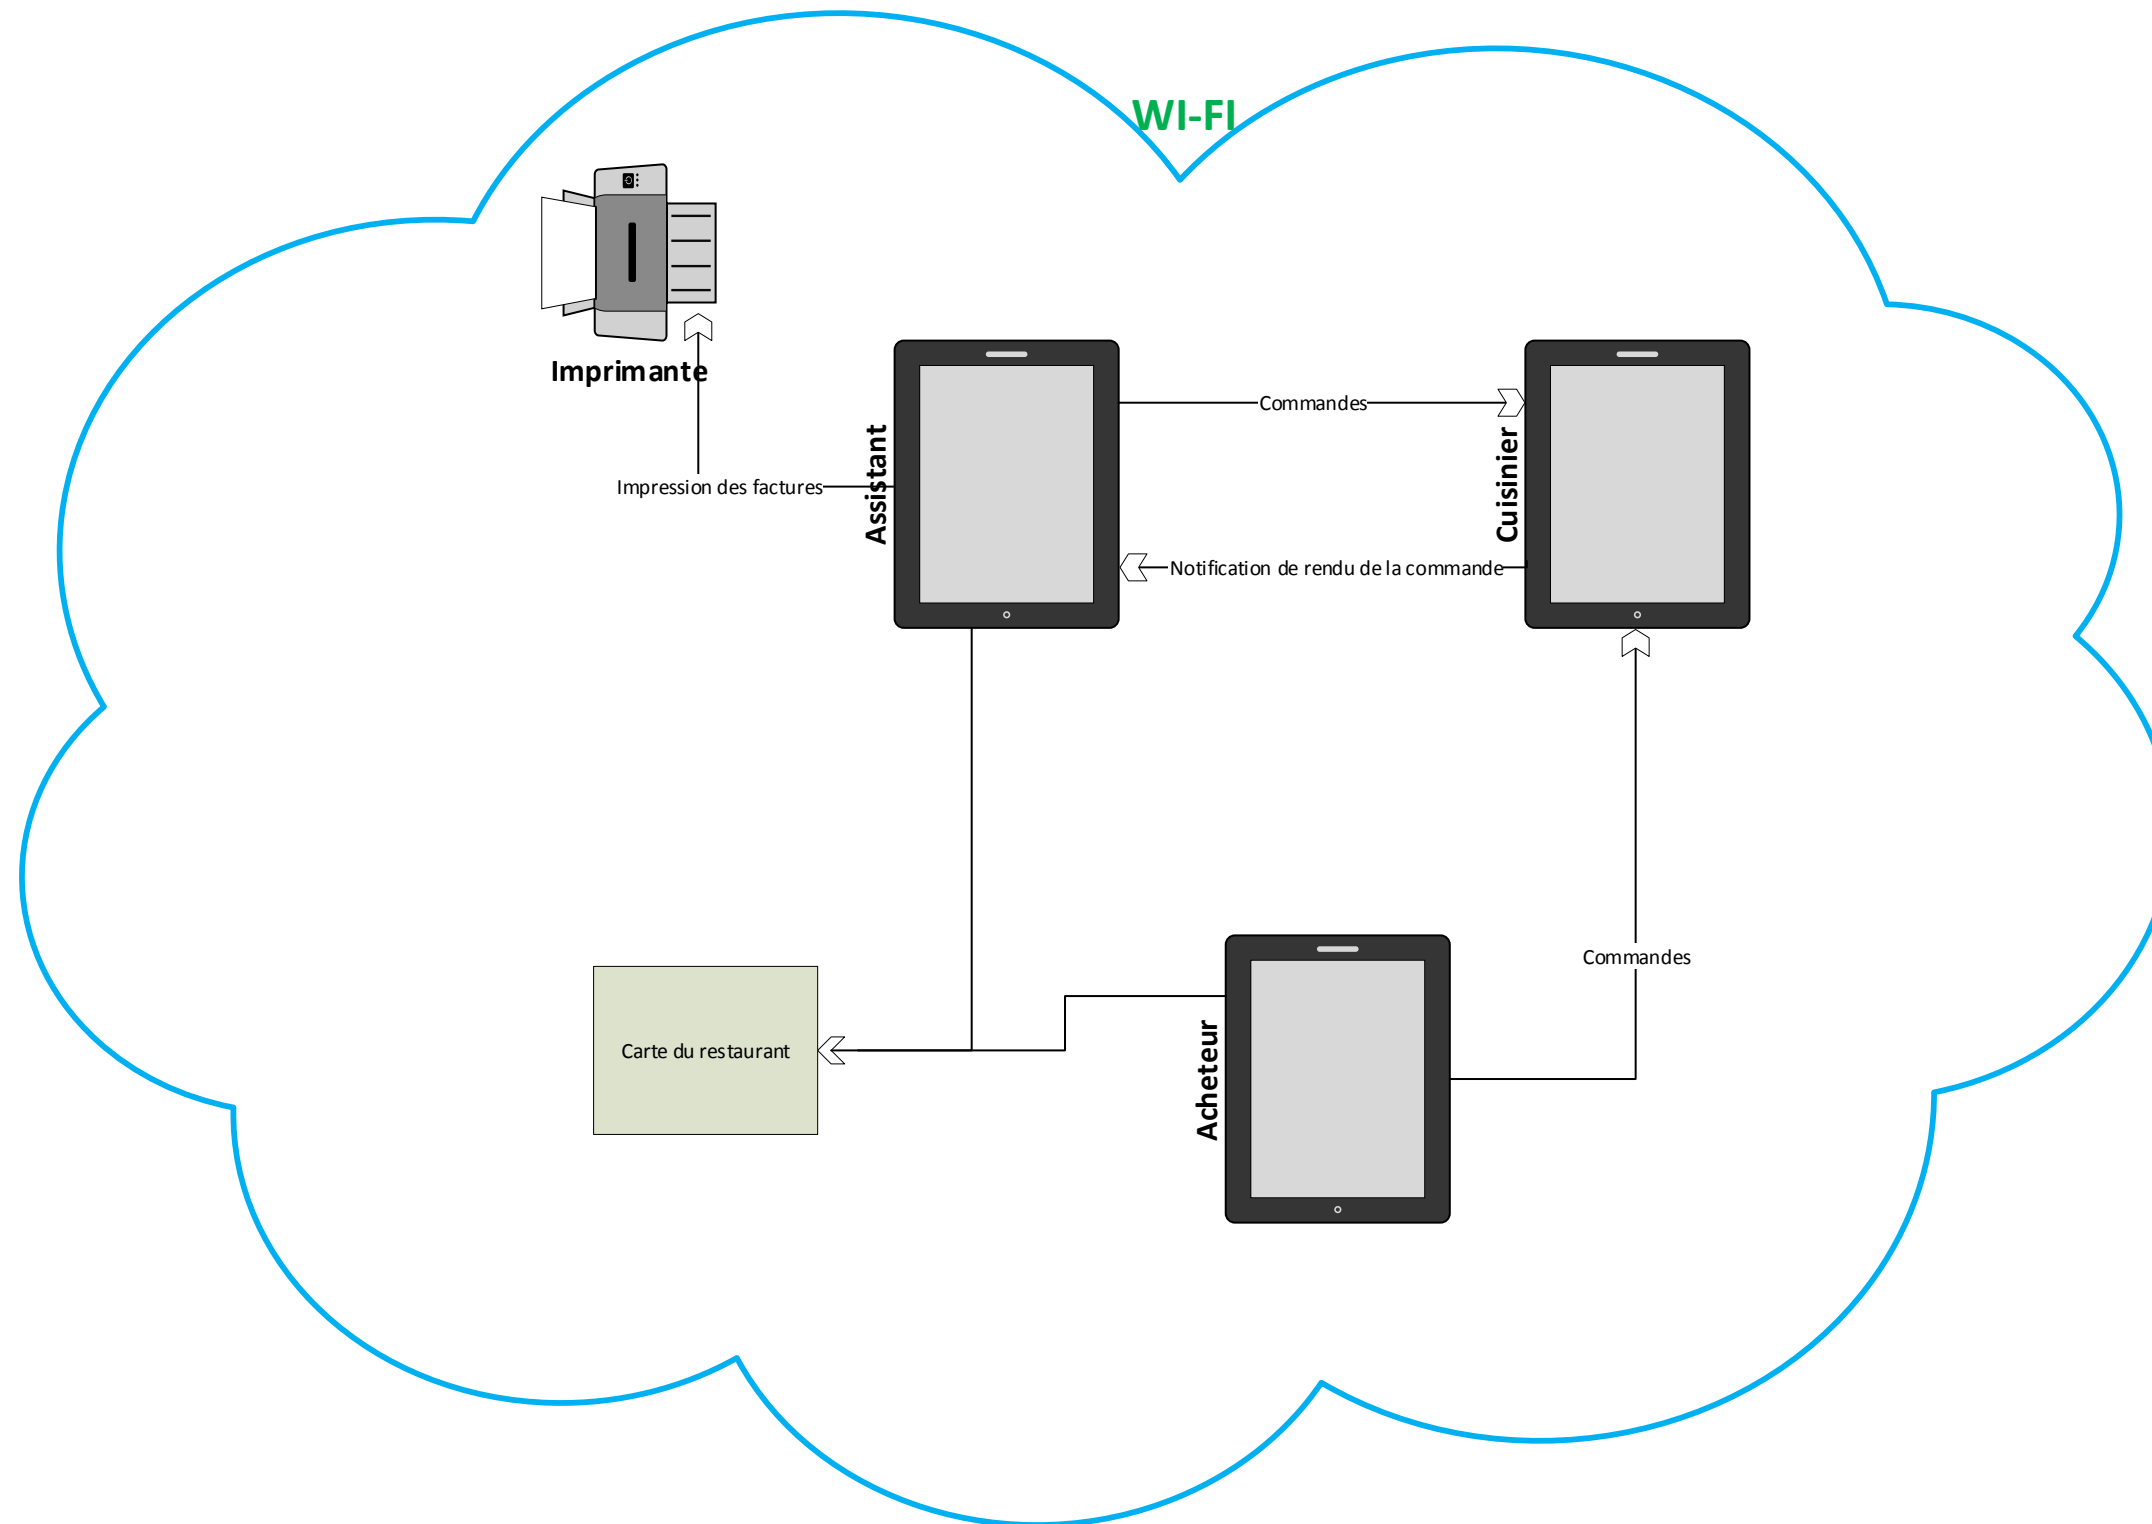 WI-FI
Imprimante
Commandes
Assistant
Cuisinier
Impression des factures
Notification de rendu de la commande
Commandes
Carte du restaurant
Acheteur